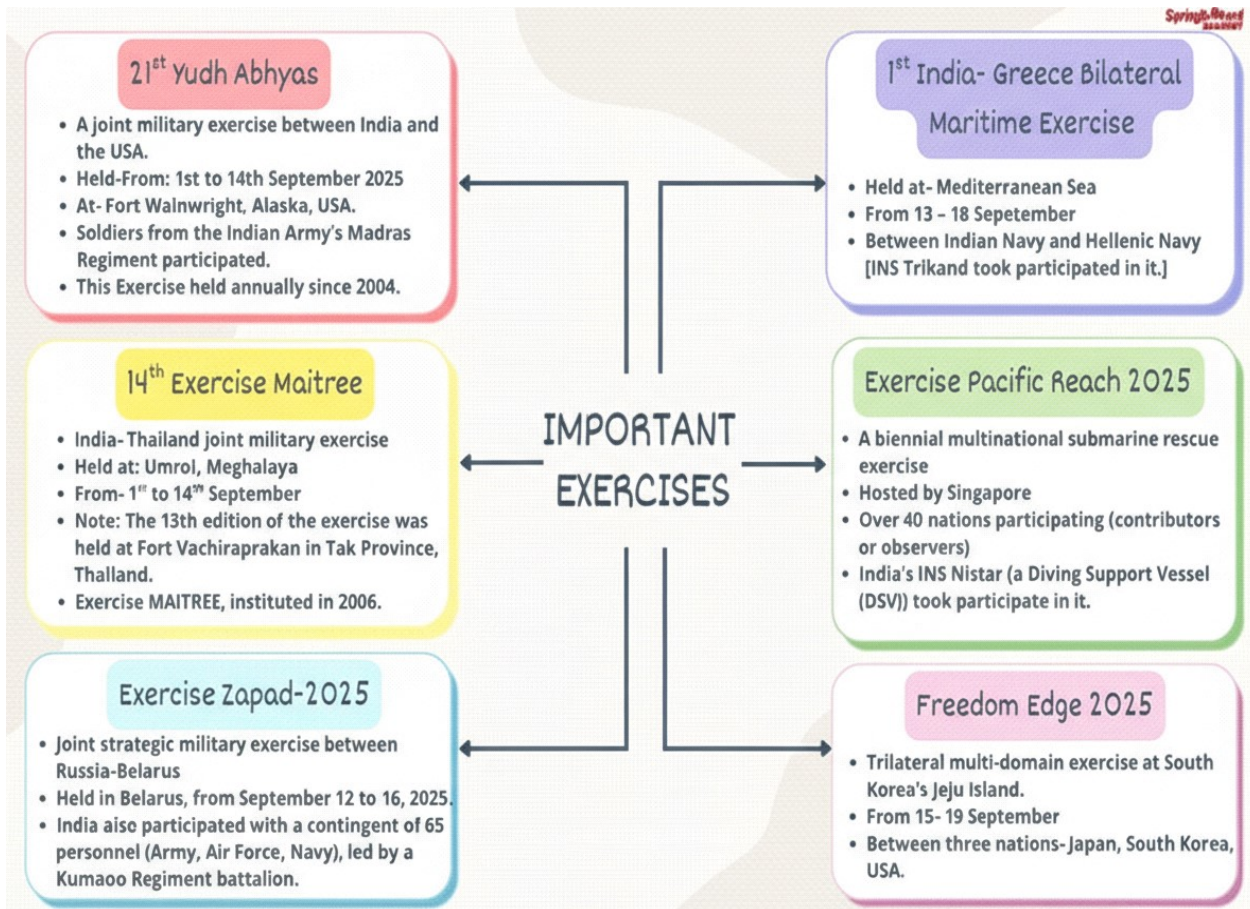 Springboard
ACADEMY
21st Yudh Abhyas
• A joint military exercise between India and
the USA.
• Held-From: 1st to 14th September 2025
• At- Fort Wainwright, Alaska, USA.
• Soldiers from the Indian Army's Madras
Regiment participated.
• This Exercise held annually since 2004.
1st India- Greece Bilateral
Maritime Exercise
• Held at- Mediterranean Sea
• From 13 – 18 Sepetember
• Between Indian Navy and Hellenic Navy
[INS Trikand took participated in it.]
14th Exercise Maitree
• India-Thailand joint military exercise
• Held at: Umroi, Meghalaya
• From- 1st to 14th September
• Note: The 13th edition of the exercise was
held at Fort Vachiraprakan in Tak Province,
Thailand.
• Exercise MAITREE, instituted in 2006.
IMPORTANT
EXERCISES
Exercise Pacific Reach 2025
• A biennial multinational submarine rescue
exercise
• Hosted by Singapore
• Over 40 nations participating (contributors
or observers)
• India's INS Nistar (a Diving Support Vessel
(DSV)) took participate in it.
Exercise Zapad-2025
• Joint strategic military exercise between
Russia-Belarus
• Held in Belarus, from September 12 to 16, 2025.
• India also participated with a contingent of 65
personnel (Army, Air Force, Navy), led by a
Kumaoo Regiment battalion.
Freedom Edge 2025
• Trilateral multi-domain exercise at South
Korea's Jeju Island.
• From 15- 19 September
• Between three nations- Japan, South Korea,
USA.